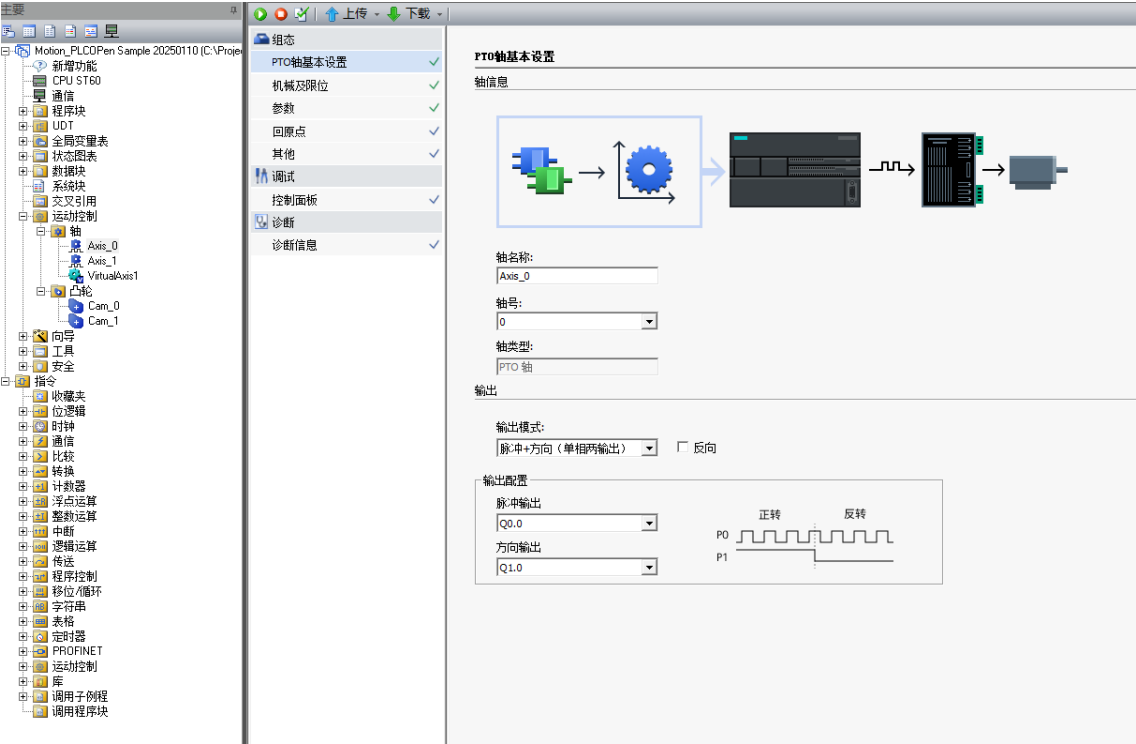 主要
上传
下载
Motion_PLCOpen Sample 20250110 (C:\Proje
新增功能
CPU ST60
通信
程序块
UDT
全局变量表
状态图表
数据块
系统块
交叉引用
运动控制
轴
Axis_0
Axis_1
VirtualAxis1
凸轮
Cam_0
Cam_1
向导
工具
安全
指令
收藏夹
位逻辑
时钟
通信
比较
转换
计数器
浮点运算
整数运算
中断
逻辑运算
传送
程序控制
移位/循环
字符串
表格
定时器
PROFINET
运动控制
库
调用子例程
调用程序块
组态
PTO轴基本设置
机械及限位
参数
回原点
其他
调试
控制面板
诊断
诊断信息
PTO轴基本设置
轴信息
轴名称:
Axis_0
轴号:
0
轴类型:
PTO 轴
输出
输出模式:
脉冲+方向（单相两输出） 反向
输出配置
脉冲输出
Q0.0
方向输出
Q1.0
正转 反转
P0
P1